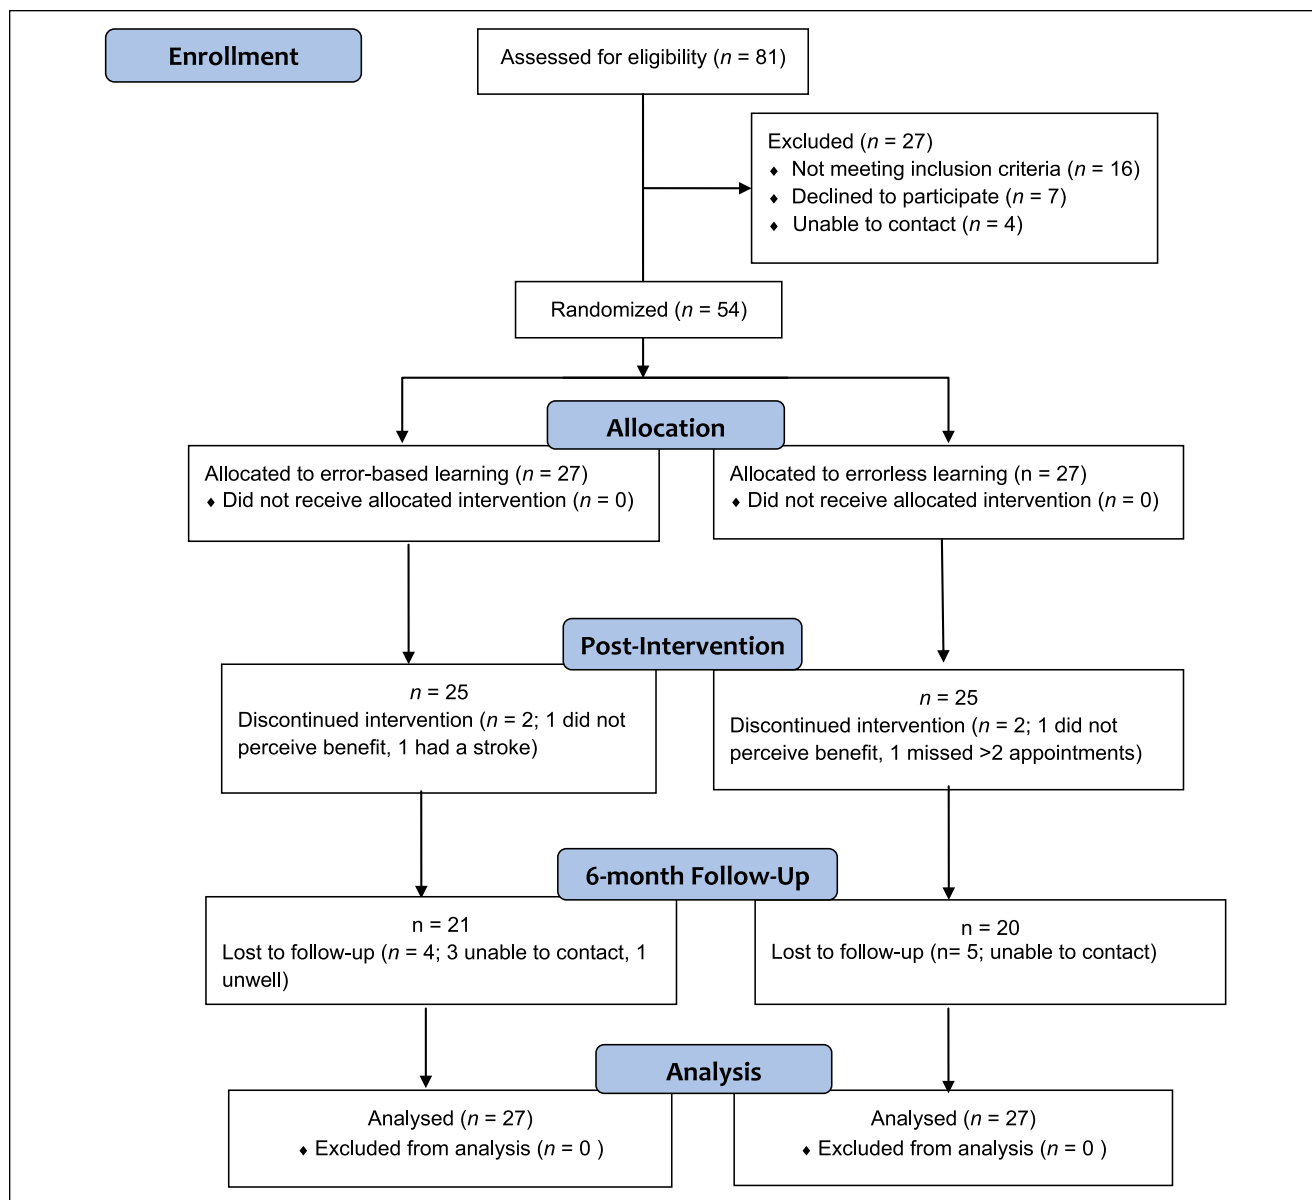 Enrollment
Assessed for eligibility (n = 81)
Excluded (n = 27)
♦ Not meeting inclusion criteria (n = 16)
♦ Declined to participate (n = 7)
♦ Unable to contact (n = 4)
Randomized (n = 54)
Allocation
Allocated to error-based learning (n = 27)
♦ Did not receive allocated intervention (n = 0)
Allocated to errorless learning (n = 27)
♦ Did not receive allocated intervention (n = 0)
Post-Intervention
n = 25
Discontinued intervention (n = 2; 1 did not
perceive benefit, 1 had a stroke)
n = 25
Discontinued intervention (n = 2; 1 did not
perceive benefit, 1 missed >2 appointments)
6-month Follow-Up
n = 21
Lost to follow-up (n = 4; 3 unable to contact, 1
unwell)
n = 20
Lost to follow-up (n= 5; unable to contact)
Analysis
Analysed (n = 27)
♦ Excluded from analysis (n = 0 )
Analysed (n = 27)
♦ Excluded from analysis (n = 0 )